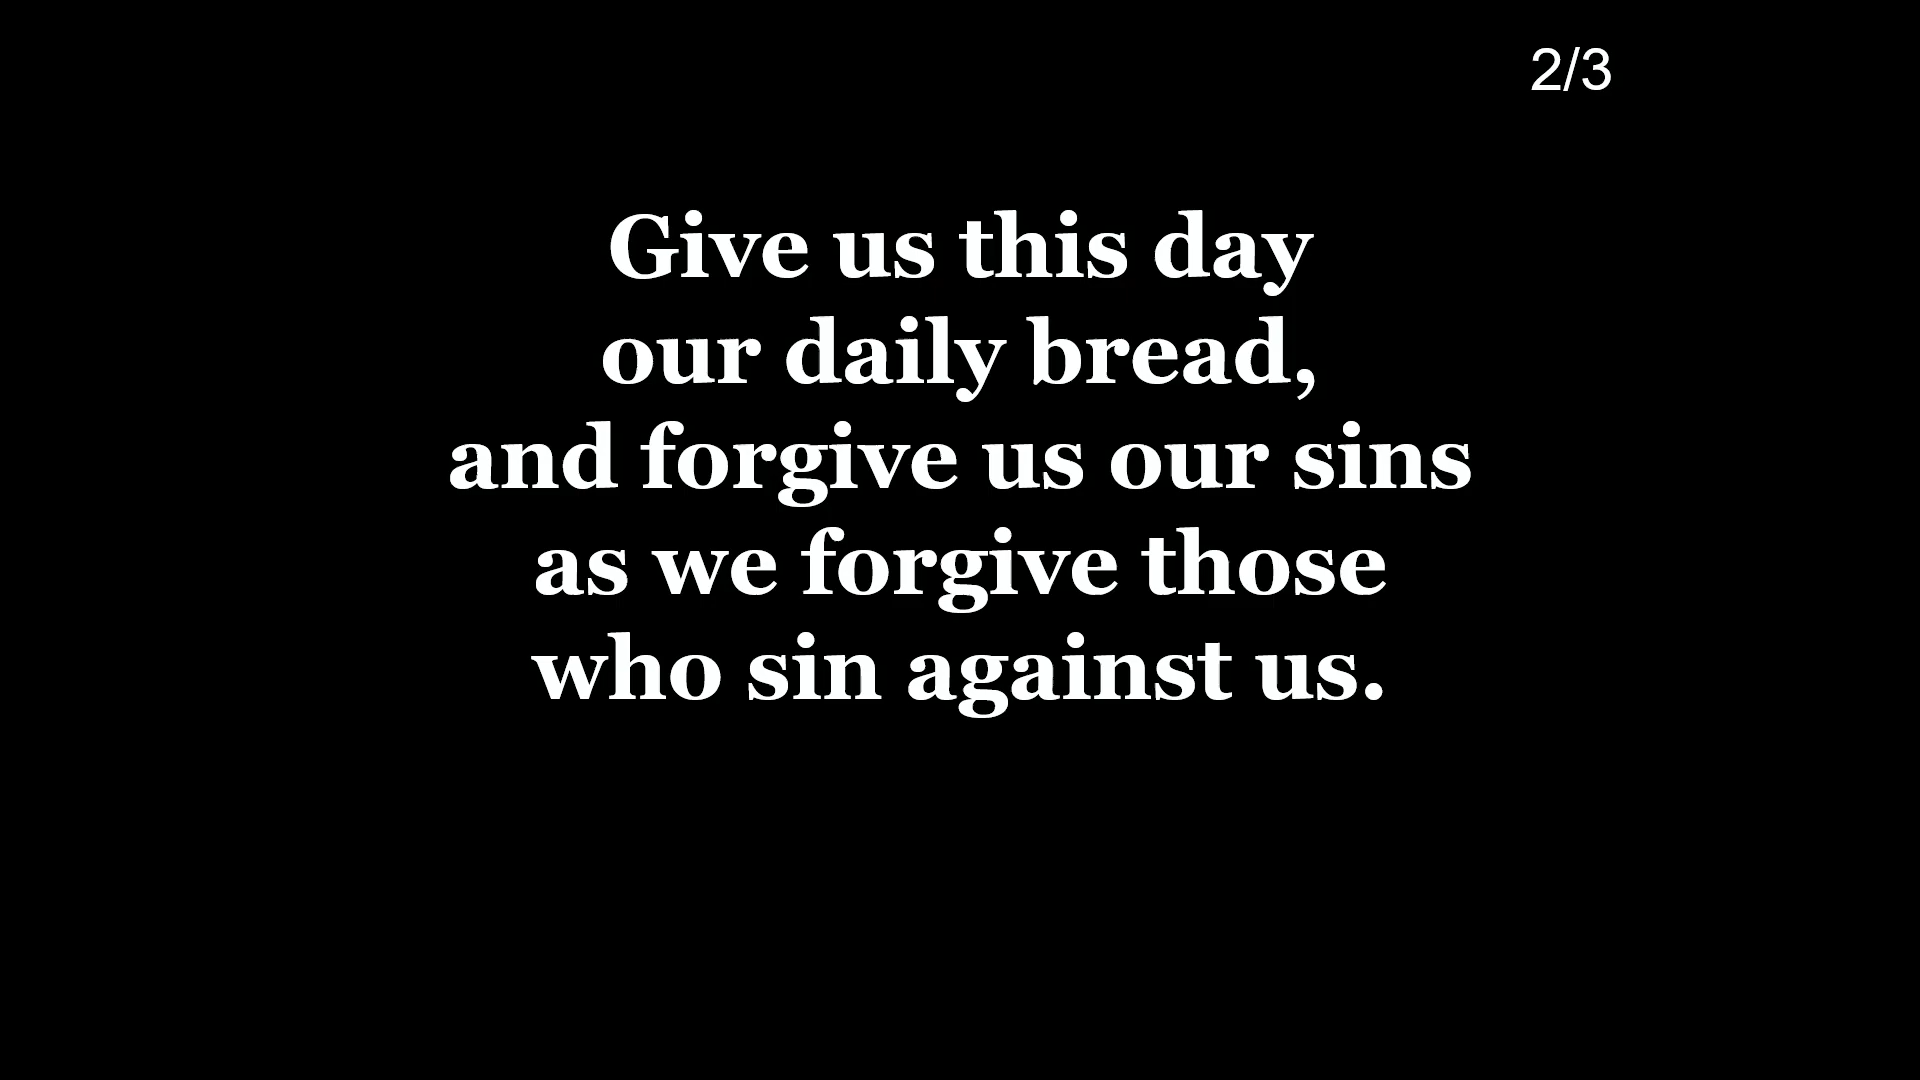 2/3
Give us this day
our daily bread,
and forgive us our sins
as we forgive those
who sin against us.